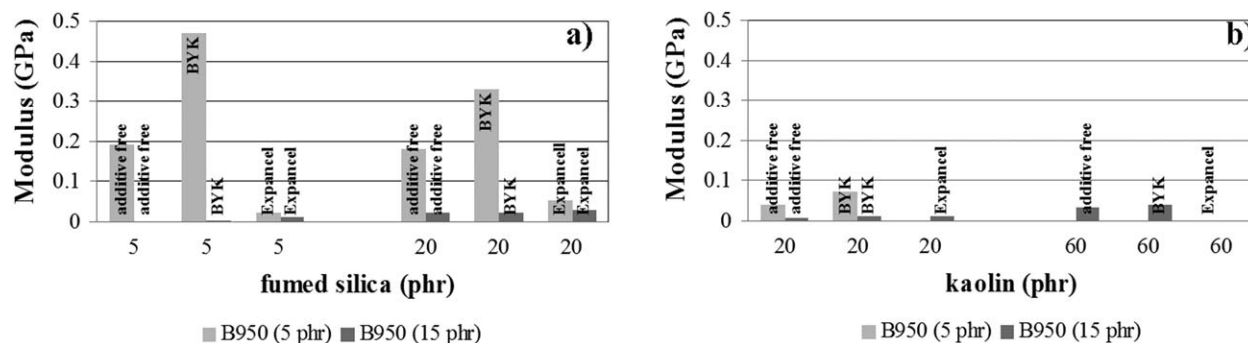 a)
Modulus (GPa)
0.5
0.4
0.3
0.2
0.1
0
additive free
additive free
BYK
BYK
Expancel
Expancel
additive free
additive free
BYK
BYK
Expancell
Expancel
5 5 5 20 20 20
fumed silica (phr)
B950 (5 phr) B950 (15 phr)
b)
Modulus (GPa)
0.5
0.4
0.3
0.2
0.1
0
additive free
additive free
BYK
BYK
Expancel
additive free
BYK
Expancel
20 20 20 60 60 60
kaolin (phr)
B950 (5 phr) B950 (15 phr)